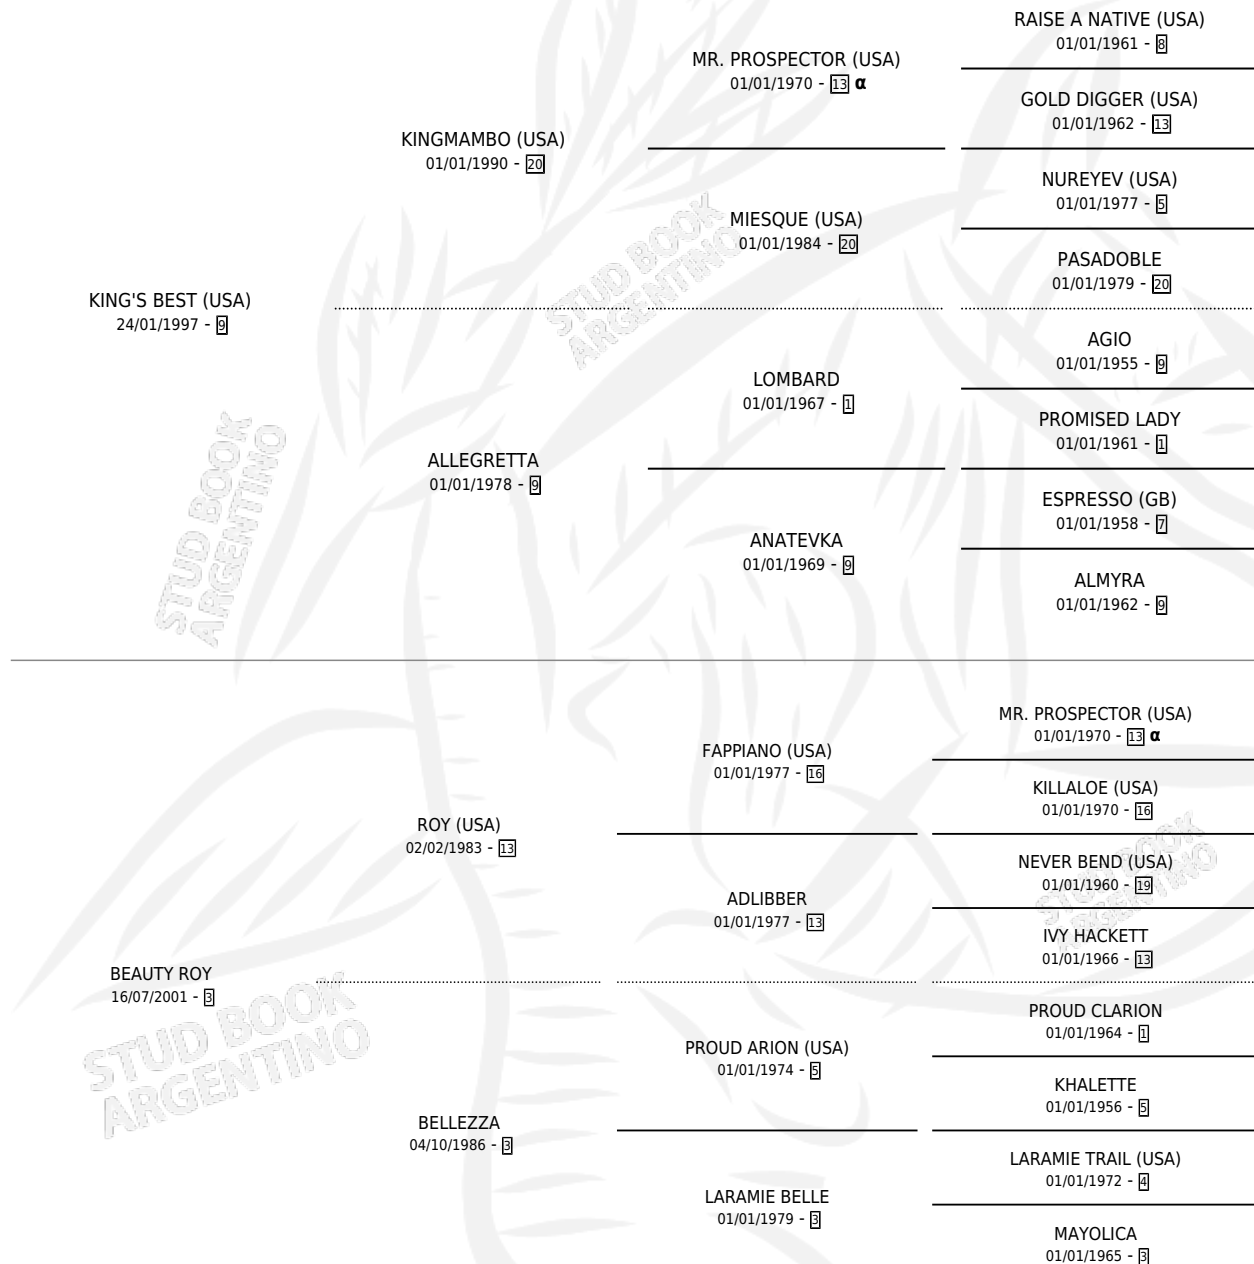 RAISE A NATIVE (USA)
01/01/1961 - 8
MR. PROSPECTOR (USA)
01/01/1970 - 13 α
GOLD DIGGER (USA)
01/01/1962 - 13
KINGMAMBO (USA)
01/01/1990 - 20
NUREYEV (USA)
01/01/1977 - 5
MIESQUE (USA)
01/01/1984 - 20
PASADOBLE
01/01/1979 - 20
KING'S BEST (USA)
24/01/1997 - 9
AGIO
01/01/1955 - 9
LOMBARD
01/01/1967 - 1
PROMISED LADY
01/01/1961 - 1
ALLEGRETTA
01/01/1978 - 9
ESPRESSO (GB)
01/01/1958 - 7
ANATEVKA
01/01/1969 - 9
ALMYRA
01/01/1962 - 9
MR. PROSPECTOR (USA)
01/01/1970 - 13 α
FAPPIANO (USA)
01/01/1977 - 16
KILLALOE (USA)
01/01/1970 - 16
ROY (USA)
02/02/1983 - 13
NEVER BEND (USA)
01/01/1960 - 19
ADLIBBER
01/01/1977 - 13
IVY HACKETT
01/01/1966 - 13
BEAUTY ROY
16/07/2001 - 3
PROUD CLARION
01/01/1964 - 1
PROUD ARION (USA)
01/01/1974 - 5
KHALETTE
01/01/1956 - 5
BELLEZZA
04/10/1986 - 3
LARAMIE TRAIL (USA)
01/01/1972 - 4
LARAMIE BELLE
01/01/1979 - 3
MAYOLICA
01/01/1965 - 3
STUD BOOK
ARGENTINO
STUD BOOK
ARGENTINO
STUD BOOK
ARGENTINO
STUD BOOK
ARGENTINO